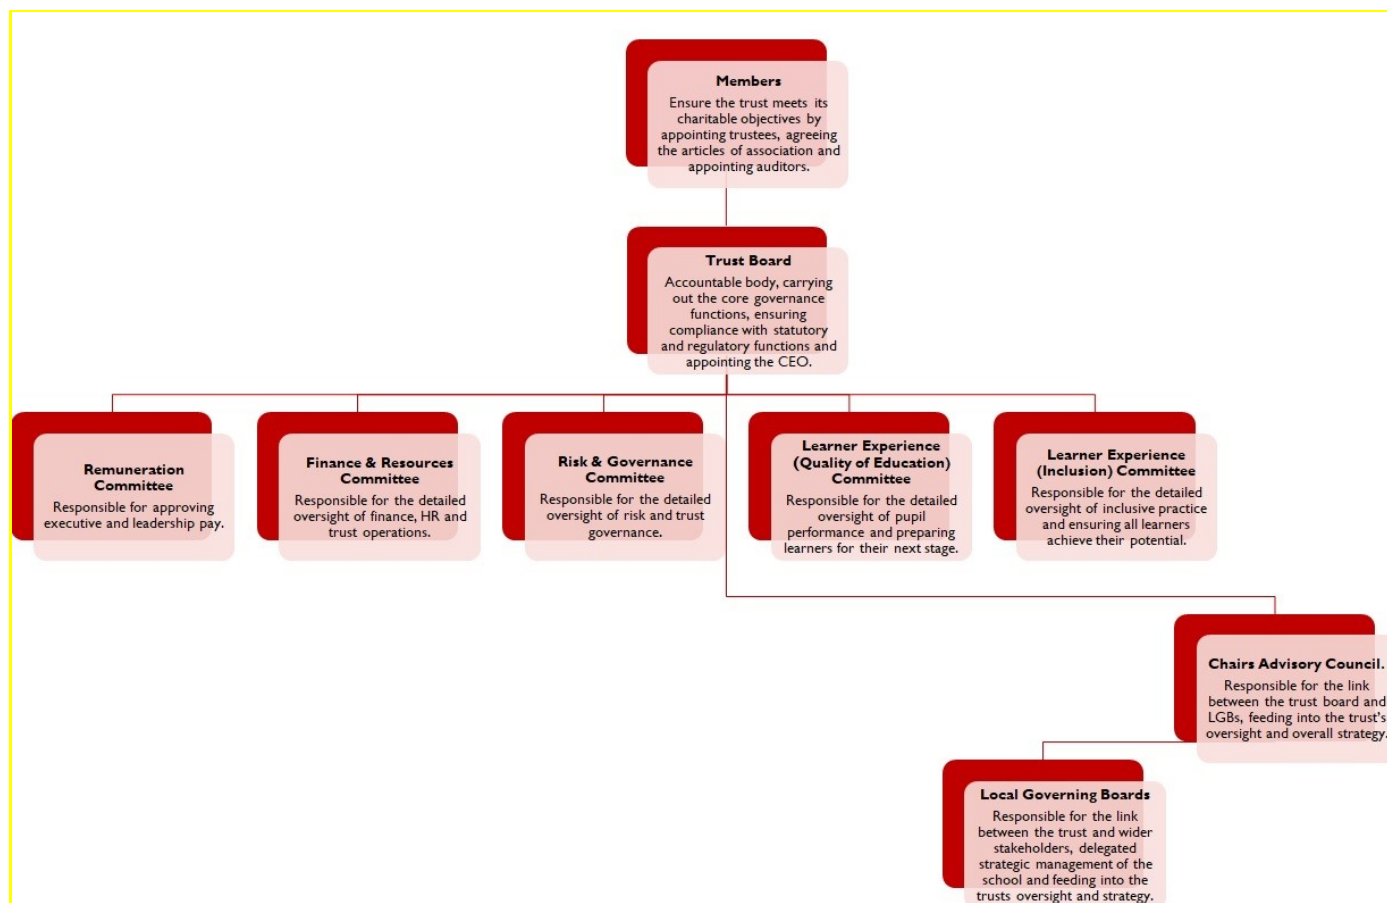 Members
Ensure the trust meets its
charitable objectives by
appointing trustees, agreeing
the articles of association and
appointing auditors.
Trust Board
Accountable body, carrying
out the core governance
functions, ensuring
compliance with statutory
and regulatory functions and
appointing the CEO.
Remuneration
Committee
Responsible for approving
executive and leadership pay.
Finance & Resources
Committee
Responsible for the detailed
oversight of finance, HR and
trust operations.
Risk & Governance
Committee
Responsible for the detailed
oversight of risk and trust
governance.
Learner Experience
(Quality of Education)
Committee
Responsible for the detailed
oversight of pupil
performance and preparing
learners for their next stage.
Learner Experience
(Inclusion) Committee
Responsible for the detailed
oversight of inclusive practice
and ensuring all learners
achieve their potential.
Chairs Advisory Council.
Responsible for the link
between the trust board and
LGBs, feeding into the trust's
oversight and overall strategy.
Local Governing Boards
Responsible for the link
between the trust and wider
stakeholders, delegated
strategic management of the
school and feeding into the
trusts oversight and strategy.